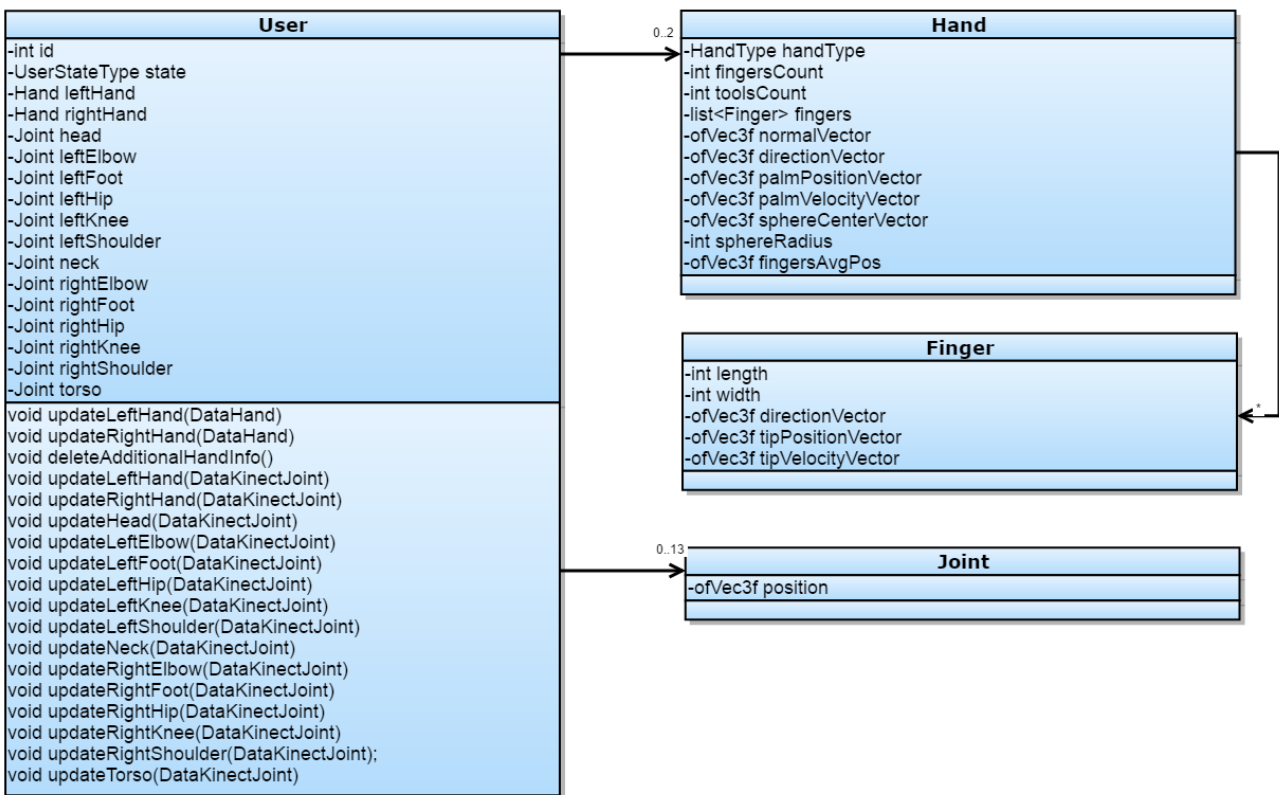 User
-int id
-UserStateType state
-Hand leftHand
-Hand rightHand
-Joint head
-Joint leftElbow
-Joint leftFoot
-Joint leftHip
-Joint leftKnee
-Joint leftShoulder
-Joint neck
-Joint rightElbow
-Joint rightFoot
-Joint rightHip
-Joint rightKnee
-Joint rightShoulder
-Joint torso
void updateLeftHand(DataHand)
void updateRightHand(DataHand)
void deleteAdditionalHandInfo()
void updateLeftHand(DataKinectJoint)
void updateRightHand(DataKinectJoint)
void updateHead(DataKinectJoint)
void updateLeftElbow(DataKinectJoint)
void updateLeftFoot(DataKinectJoint)
void updateLeftHip(DataKinectJoint)
void updateLeftKnee(DataKinectJoint)
void updateLeftShoulder(DataKinectJoint)
void updateNeck(DataKinectJoint)
void updateRightElbow(DataKinectJoint)
void updateRightFoot(DataKinectJoint)
void updateRightHip(DataKinectJoint)
void updateRightKnee(DataKinectJoint)
void updateRightShoulder(DataKinectJoint);
void updateTorso(DataKinectJoint)
0..2
Hand
-HandType handType
-int fingersCount
-int toolsCount
-list<Finger> fingers
-ofVec3f normalVector
-ofVec3f directionVector
-ofVec3f palmPositionVector
-ofVec3f palmVelocityVector
-ofVec3f sphereCenterVector
-int sphereRadius
-ofVec3f fingersAvgPos
Finger
-int length
-int width
-ofVec3f directionVector
-ofVec3f tipPositionVector
-ofVec3f tipVelocityVector
*
0..13
Joint
-ofVec3f position